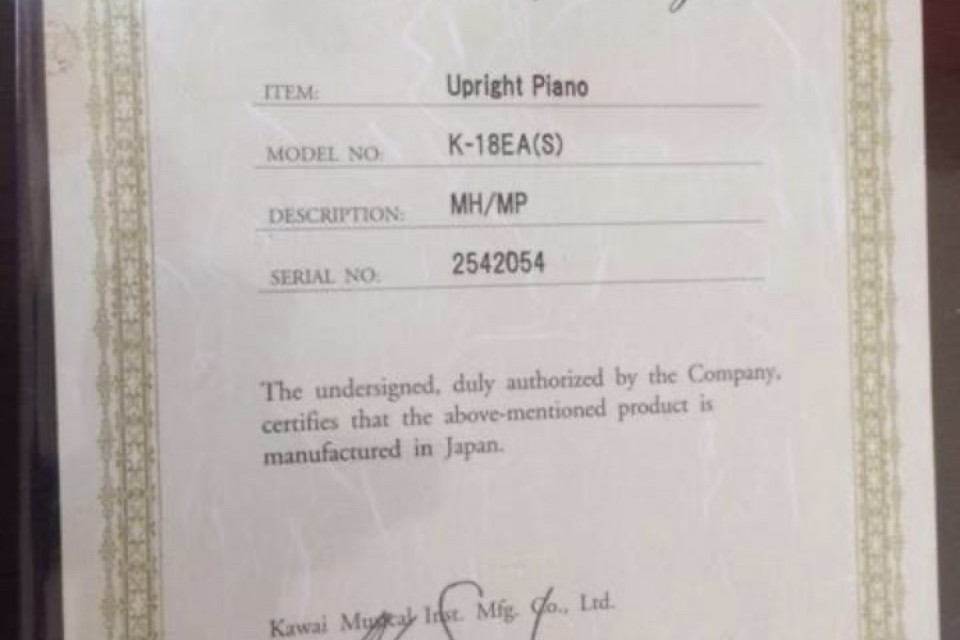 ITEM: Upright Piano
MODEL NO: K-18EA(S)
DESCRIPTION: MH/MP
SERIAL NO: 2542054
The undersigned, duly authorized by the Company,
certifies that the above-mentioned product is
manufactured in Japan.
Kawai Musical Inst. Mfg. Co., Ltd.